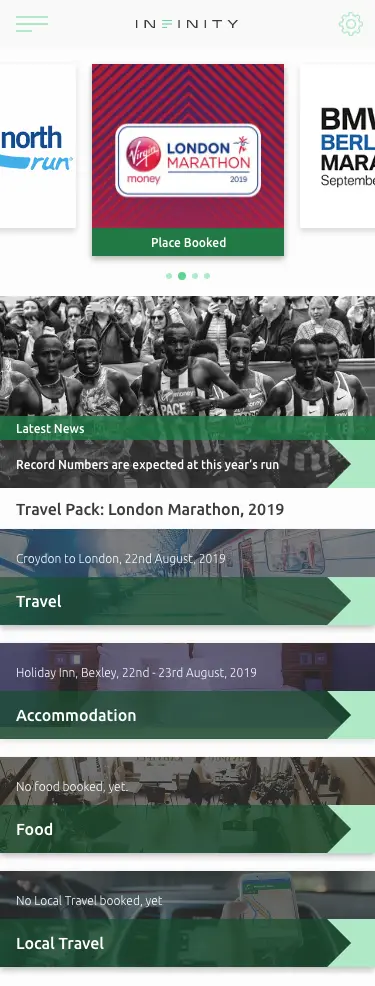 INFINITY
north
run
Virgin
money
LONDON
MARATHON
2019
BMW
BERL
MARA
Septembe
Place Booked
PACE
Latest News
Record Numbers are expected at this year's run
Travel Pack: London Marathon, 2019
Croydon to London, 22nd August, 2019
Travel
Holiday Inn, Bexley, 22nd - 23rd August, 2019
Accommodation
No food booked, yet.
Food
No Local Travel booked, yet
Local Travel